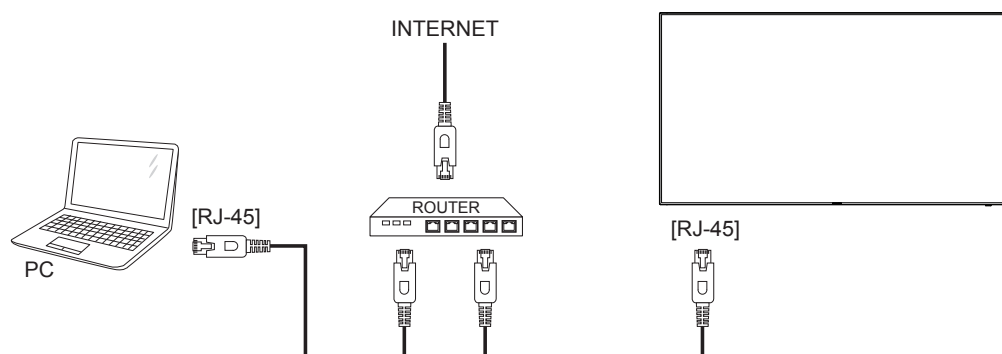 INTERNET
ROUTER
[RJ-45]
[RJ-45]
PC